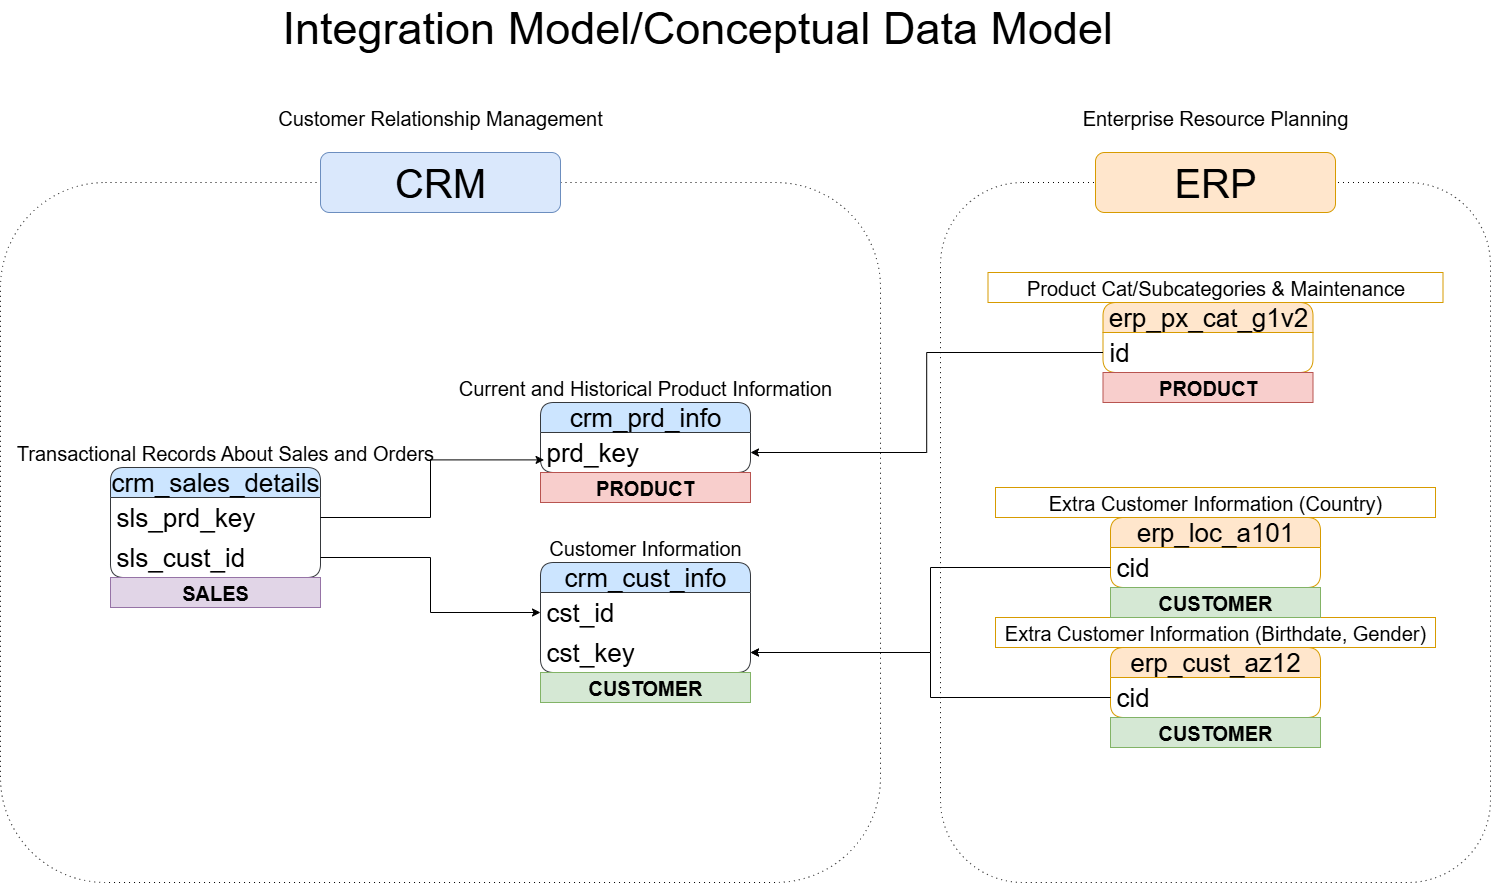 Integration Model/Conceptual Data Model
Customer Relationship Management
CRM
Transactional Records About Sales and Orders
crm_sales_details
sls_prd_key
sls_cust_id
SALES
Current and Historical Product Information
crm_prd_info
prd_key
PRODUCT
Customer Information
crm_cust_info
cst_id
cst_key
CUSTOMER
Enterprise Resource Planning
ERP
Product Cat/Subcategories & Maintenance
erp_px_cat_g1v2
id
PRODUCT
Extra Customer Information (Country)
erp_loc_a101
cid
CUSTOMER
Extra Customer Information (Birthdate, Gender)
erp_cust_az12
cid
CUSTOMER